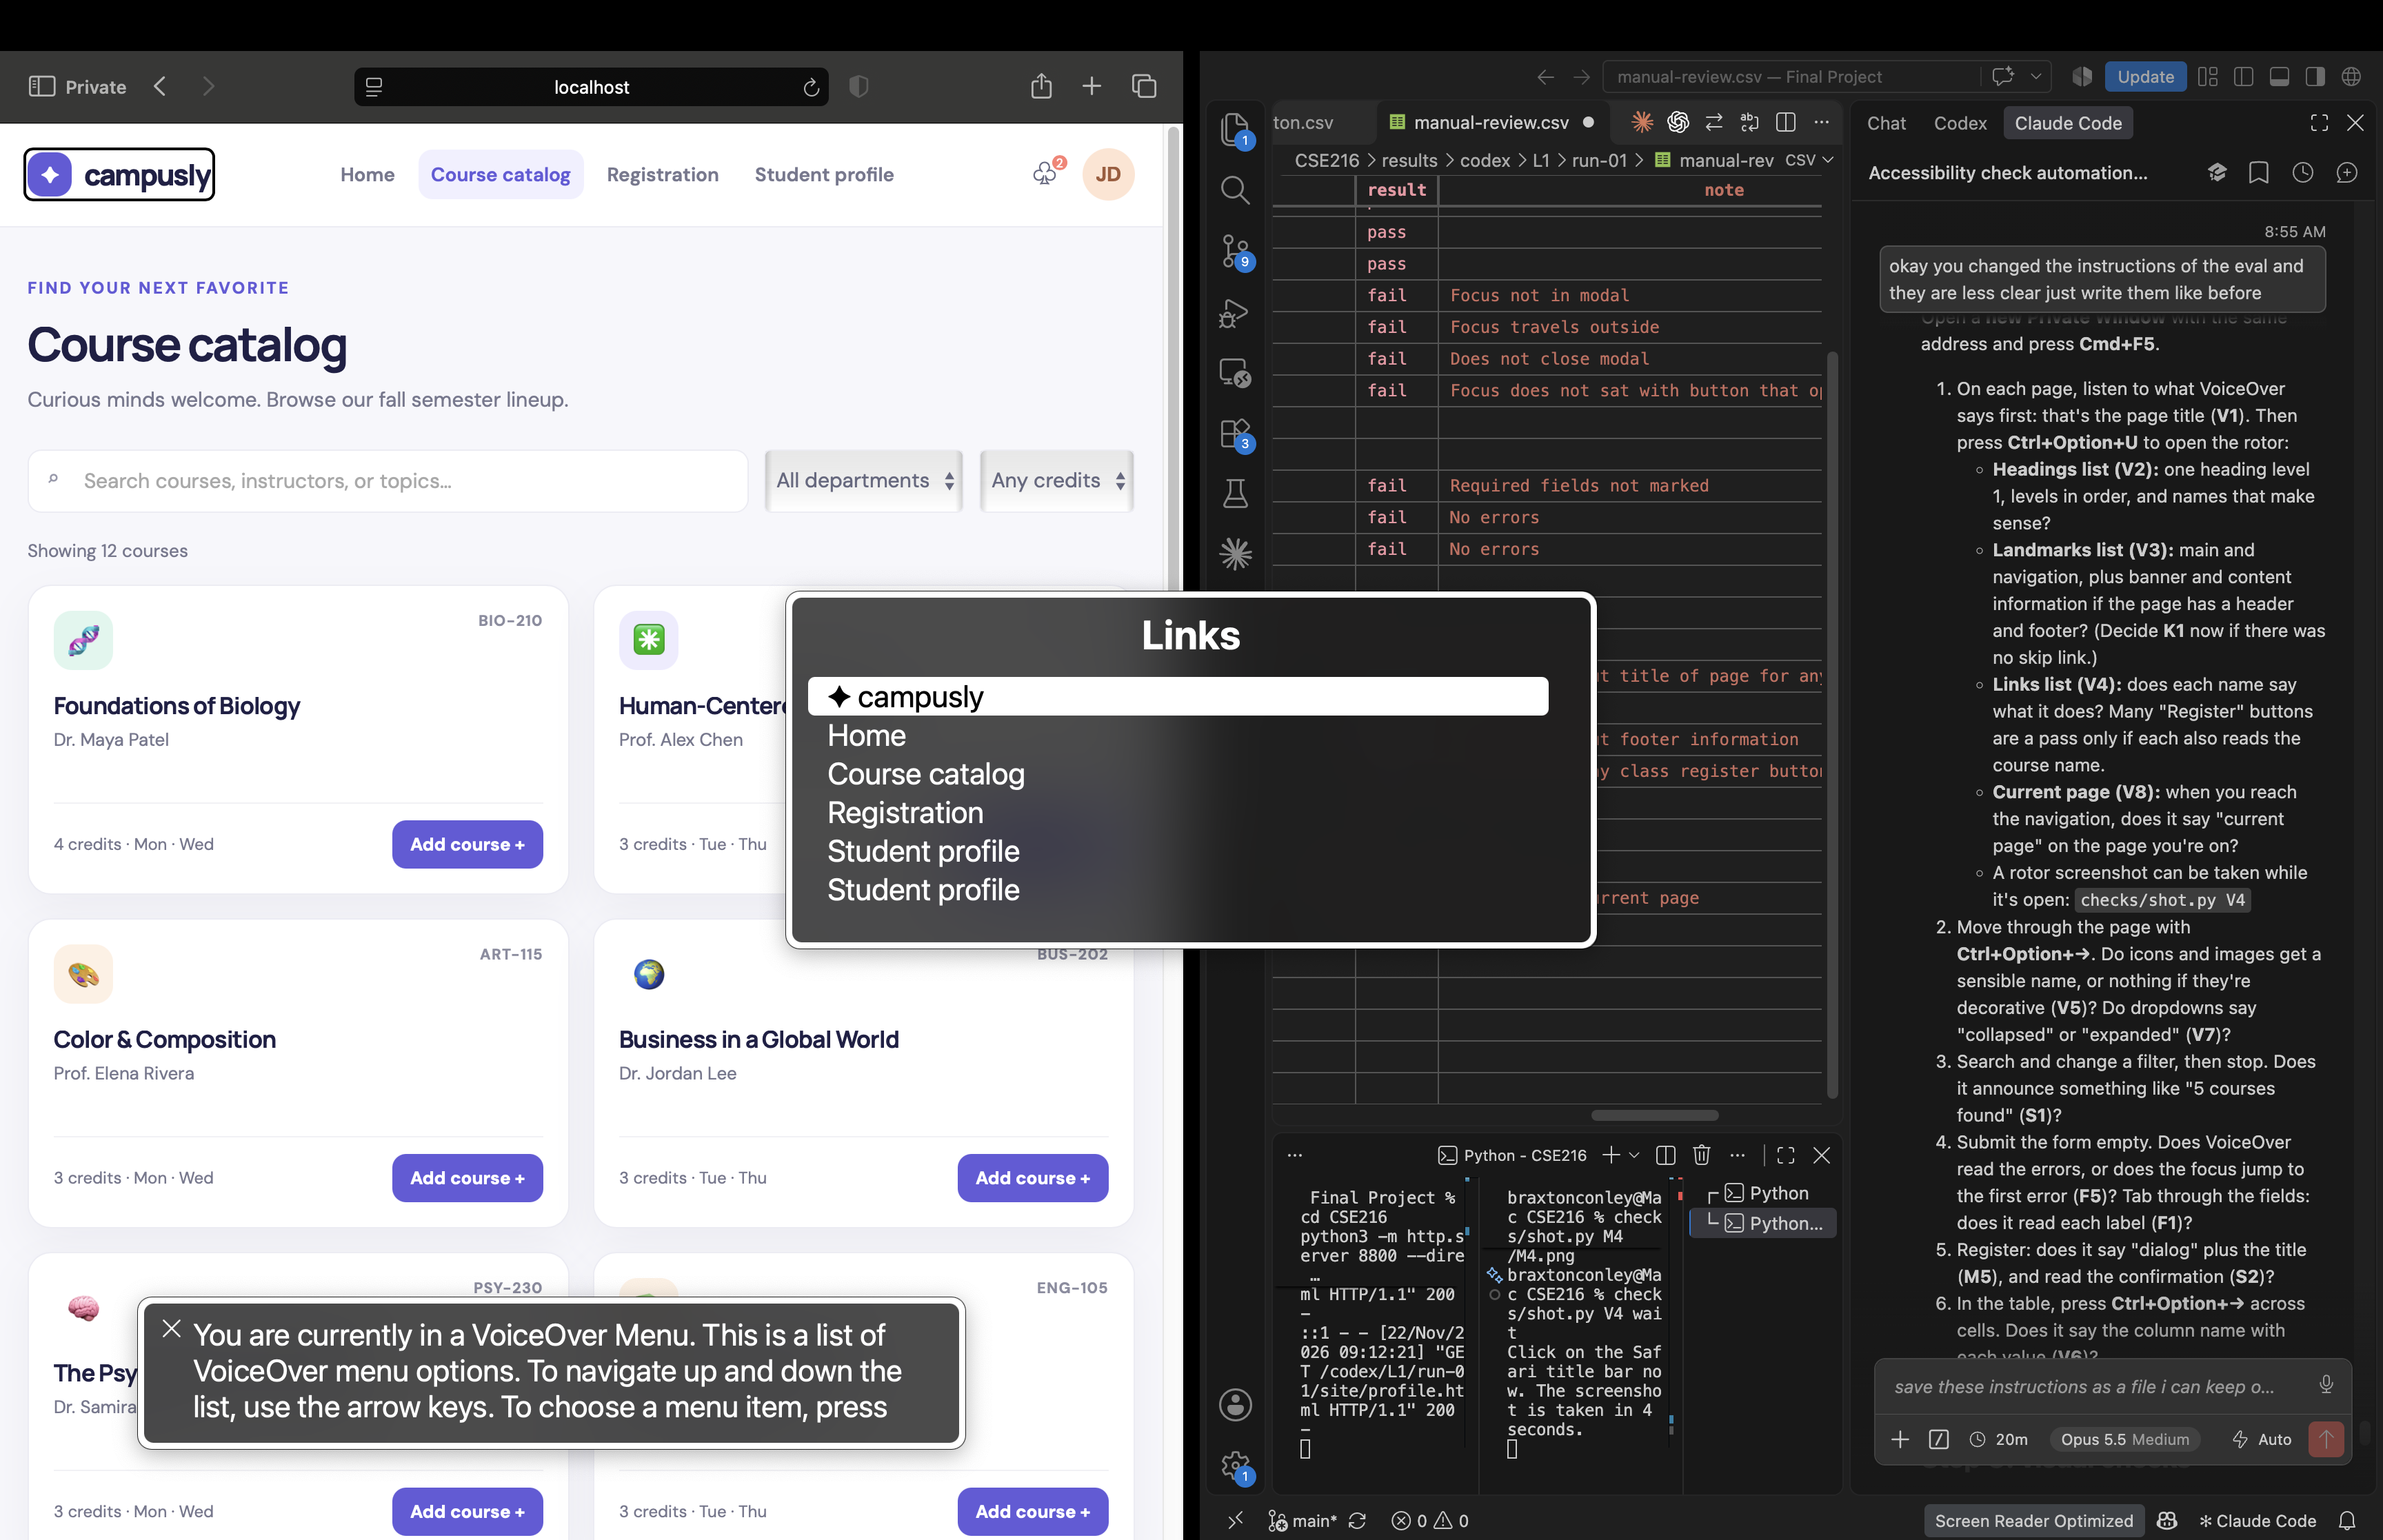 Private
localhost
campusly
Home
Course catalog
Registration
Student profile
2
JD
FIND YOUR NEXT FAVORITE
Course catalog
Curious minds welcome. Browse our fall semester lineup.
Search courses, instructors, or topics...
All departments
Any credits
Showing 12 courses
BIO-210
Foundations of Biology
Dr. Maya Patel
4 credits · Mon · Wed
Add course +
Human-Centere
Prof. Alex Chen
3 credits · Tue · Thu
ART-115
Color & Composition
Prof. Elena Rivera
3 credits · Mon · Wed
Add course +
BUS-202
Business in a Global World
Dr. Jordan Lee
3 credits · Tue · Thu
Add course +
PSY-230
The Psy
Dr. Samira
3 credits · Mon · Wed
Add course +
ENG-105
3 credits · Tue · Thu
Add course +
Links
✦ campusly
Home
Course catalog
Registration
Student profile
Student profile
You are currently in a VoiceOver Menu. This is a list of
VoiceOver menu options. To navigate up and down the
list, use the arrow keys. To choose a menu item, press
manual-review.csv — Final Project
Update
1
9
3
1
ton.csv
manual-review.csv
CSE216 > results > codex > L1 > run-01 > manual-rev CSV
result note
pass
pass
fail Focus not in modal
fail Focus travels outside
fail Does not close modal
fail Focus does not sat with button that op
fail Required fields not marked
fail No errors
fail No errors
t title of page for any
t footer information
y class register button
rrent page
Python - CSE216
Final Project %
cd CSE216
python3 -m http.s
erver 8800 --dire
…
ml HTTP/1.1" 200
-
::1 - - [22/Nov/2
026 09:12:21] "GE
T /codex/L1/run-0
1/site/profile.ht
ml HTTP/1.1" 200
-
braxtonconley@Ma
c CSE216 % check
s/shot.py M4
/M4.png
braxtonconley@Ma
c CSE216 % check
s/shot.py V4 wai
t
Click on the Saf
ari title bar no
w. The screensho
t is taken in 4
seconds.
Python
Python...
Chat
Codex
Claude Code
Accessibility check automation...
8:55 AM
okay you changed the instructions of the eval and
they are less clear just write them like before
Open a new Private Window with the same
address and press Cmd+F5.
1. On each page, listen to what VoiceOver
says first: that's the page title (V1). Then
press Ctrl+Option+U to open the rotor:
Headings list (V2): one heading level
1, levels in order, and names that make
sense?
Landmarks list (V3): main and
navigation, plus banner and content
information if the page has a header
and footer? (Decide K1 now if there was
no skip link.)
Links list (V4): does each name say
what it does? Many "Register" buttons
are a pass only if each also reads the
course name.
Current page (V8): when you reach
the navigation, does it say "current
page" on the page you're on?
A rotor screenshot can be taken while
it's open: checks/shot.py V4
2. Move through the page with
Ctrl+Option+→. Do icons and images get a
sensible name, or nothing if they're
decorative (V5)? Do dropdowns say
"collapsed" or "expanded" (V7)?
3. Search and change a filter, then stop. Does
it announce something like "5 courses
found" (S1)?
4. Submit the form empty. Does VoiceOver
read the errors, or does the focus jump to
the first error (F5)? Tab through the fields:
does it read each label (F1)?
5. Register: does it say "dialog" plus the title
(M5), and read the confirmation (S2)?
6. In the table, press Ctrl+Option+→ across
cells. Does it say the column name with
each value (V6)?
save these instructions as a file i can keep o...
20m
Opus 5.5 Medium
Auto
main*
0
0
Screen Reader Optimized
Claude Code